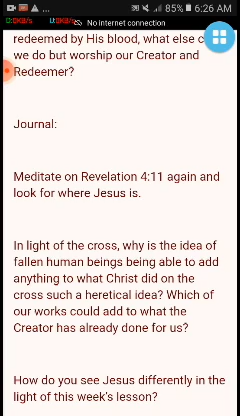 85% 6:26 AM
No internet connection
redeemed by His blood, what else
we do but worship our Creator and
Redeemer?
Journal:
Meditate on Revelation 4:11 again and
look for where Jesus is.
In light of the cross, why is the idea of
fallen human beings being able to add
anything to what Christ did on the
cross such a heretical idea? Which of
our works could add to what the
Creator has already done for us?
How do you see Jesus differently in the
light of this week's lesson?